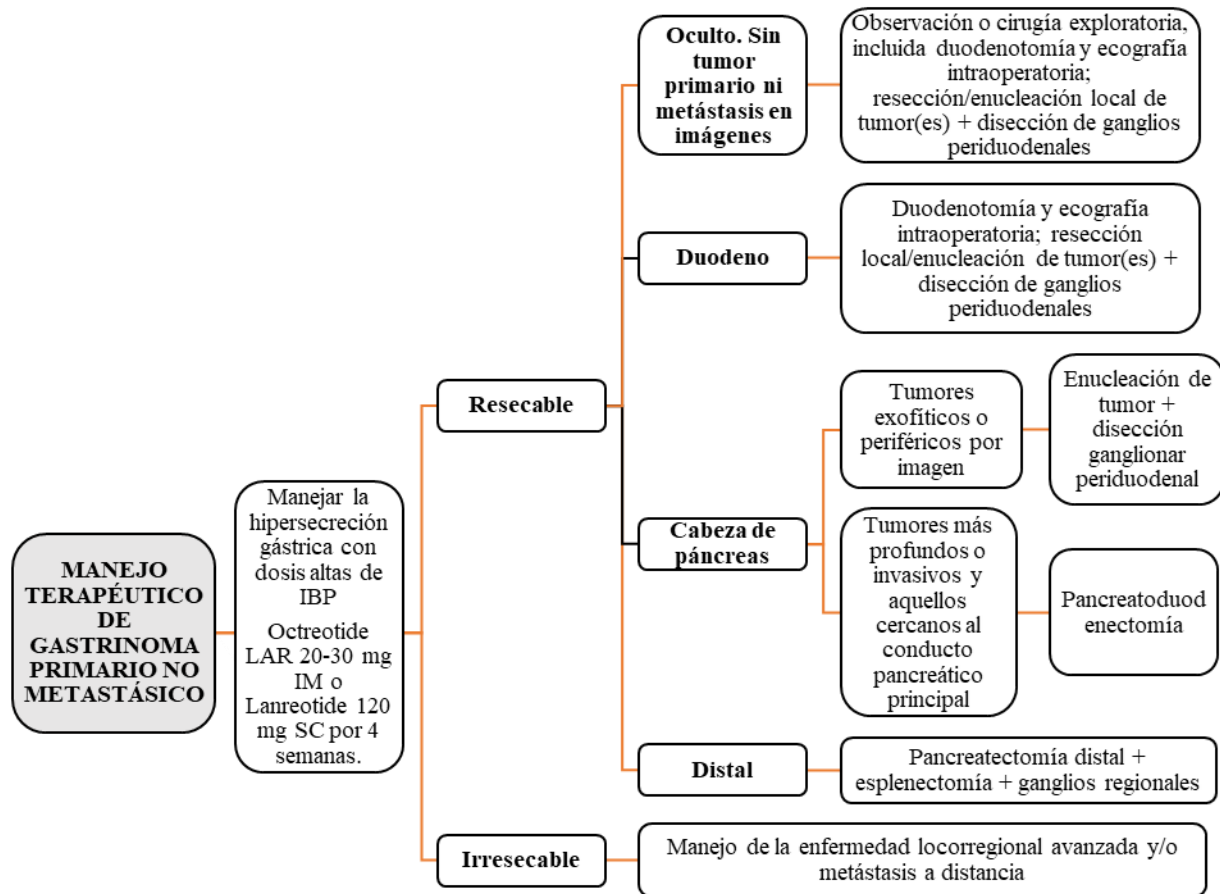 MANEJO
TERAPÉUTICO
DE
GASTRINOMA
PRIMARIO NO
METASTÁSICO
Manejar la
hipersecreción
gástrica con
dosis altas de
IBP
Octreotide
LAR 20-30 mg
IM o
Lanreotide 120
mg SC por 4
semanas.
Resecable
Oculto. Sin
tumor
primario ni
metástasis en
imágenes
Observación o cirugía exploratoria,
incluida duodenotomía y ecografía
intraoperatoria;
resección/enucleación local de
tumor(es) + disección de ganglios
periduodenales
Duodeno
Duodenotomía y ecografía
intraoperatoria; resección
local/enucleación de tumor(es) +
disección de ganglios
periduodenales
Cabeza de
páncreas
Tumores
exofíticos o
periféricos por
imagen
Enucleación de
tumor +
disección
ganglionar
periduodenal
Tumores más
profundos o
invasivos y
aquellos
cercanos al
conducto
pancreático
principal
Pancreatoduod
enectomía
Distal
Pancreatectomía distal +
esplenectomía + ganglios regionales
Irresecable
Manejo de la enfermedad locorregional avanzada y/o
metástasis a distancia